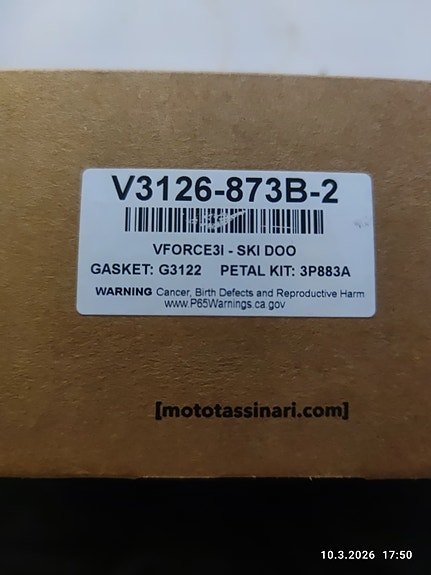 V3126-873B-2
VFORCE3I - SKI DOO
GASKET: G3122 PETAL KIT: 3P883A
WARNING Cancer, Birth Defects and Reproductive Harm
www.P65Warnings.ca.gov
[mototassinari.com]
10.3.2026 17:50